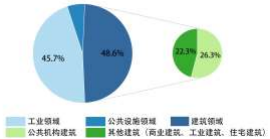 45.7%
48.6%
22.3%
26.3%
工业领域
公共设施领域
建筑领域
公共机构建筑
其他建筑（商业建筑、工业建筑、住宅建筑）